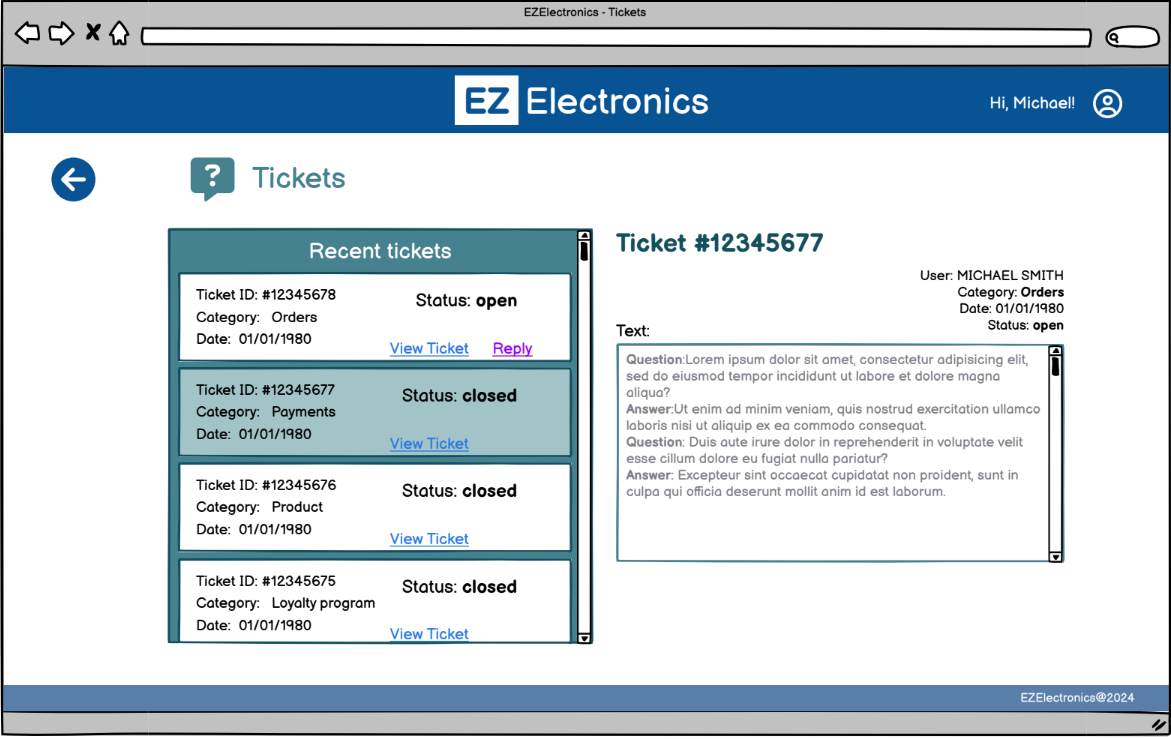 EZElectronics - Tickets
EZ Electronics
Hi, Michael!
? Tickets
Recent tickets
Ticket ID: #12345678
Status: open
Category: Orders
Date: 01/01/1980
View Ticket Reply
Ticket ID: #12345677
Status: closed
Category: Payments
Date: 01/01/1980
View Ticket
Ticket ID: #12345676
Status: closed
Category: Product
Date: 01/01/1980
View Ticket
Ticket ID: #12345675
Status: closed
Category: Loyalty program
Date: 01/01/1980
View Ticket
Ticket #12345677
User: MICHAEL SMITH
Category: Orders
Date: 01/01/1980
Status: open
Text:
Question:Lorem ipsum dolor sit amet, consectetur adipisicing elit,
sed do eiusmod tempor incididunt ut labore et dolore magna
aliqua?
Answer:Ut enim ad minim veniam, quis nostrud exercitation ullamco
laboris nisi ut aliquip ex ea commodo consequat.
Question: Duis aute irure dolor in reprehenderit in voluptate velit
esse cillum dolore eu fugiat nulla pariatur?
Answer: Excepteur sint occaecat cupidatat non proident, sunt in
culpa qui officia deserunt mollit anim id est laborum.
EZElectronics@2024